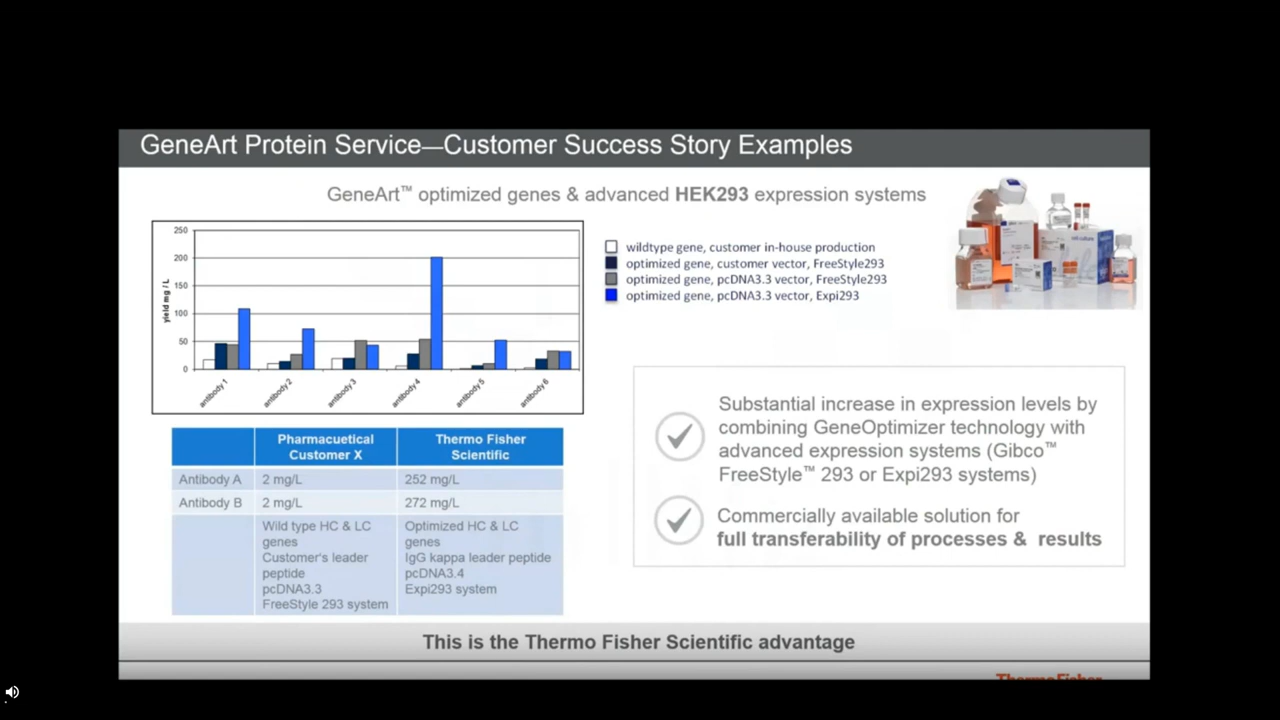 GeneArt Protein Service—Customer Success Story Examples
GeneArt™ optimized genes & advanced HEK293 expression systems
250
200
150
100
50
0
yield mg / L
antibody 1
antibody 2
antibody 3
antibody 4
antibody 5
antibody 6
wildtype gene, customer in-house production
optimized gene, customer vector, FreeStyle293
optimized gene, pcDNA3.3 vector, FreeStyle293
optimized gene, pcDNA3.3 vector, Expi293
Pharmacuetical Thermo Fisher
Customer X Scientific
Antibody A 2 mg/L 252 mg/L
Antibody B 2 mg/L 272 mg/L
Wild type HC & LC
genes
Customer's leader
peptide
pcDNA3.3
FreeStyle 293 system
Optimized HC & LC
genes
IgG kappa leader peptide
pcDNA3.4
Expi293 system
Substantial increase in expression levels by
combining GeneOptimizer technology with
advanced expression systems (Gibco™
FreeStyle™ 293 or Expi293 systems)
Commercially available solution for
full transferability of processes & results
This is the Thermo Fisher Scientific advantage
ThermoFisher